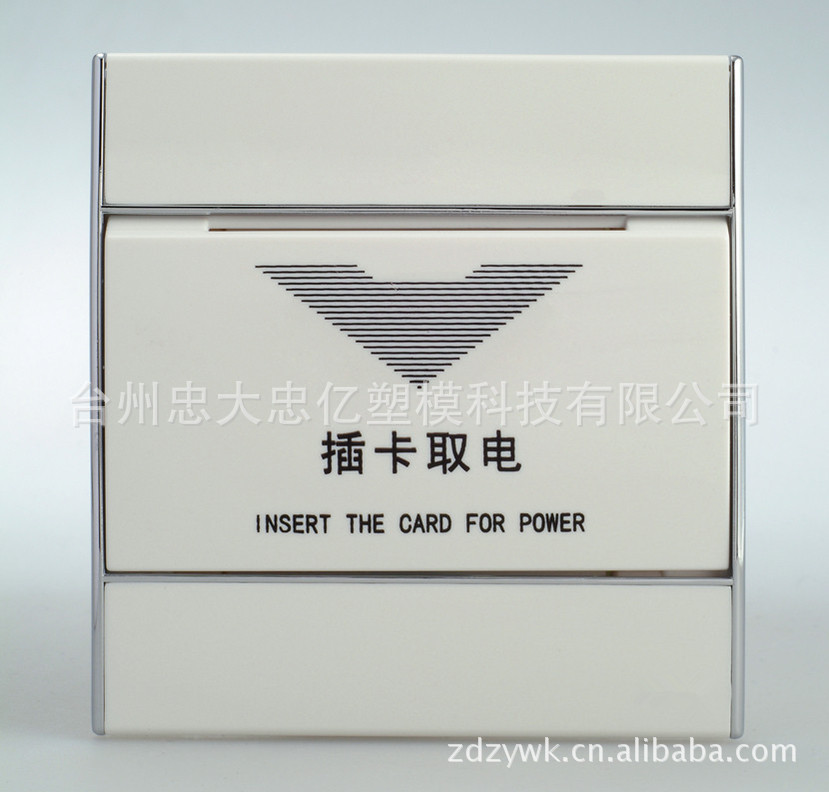 台州忠大忠亿塑模科技有限公司
插卡取电
INSERT THE CARD FOR POWER
zdzywk.cn.alibaba.com